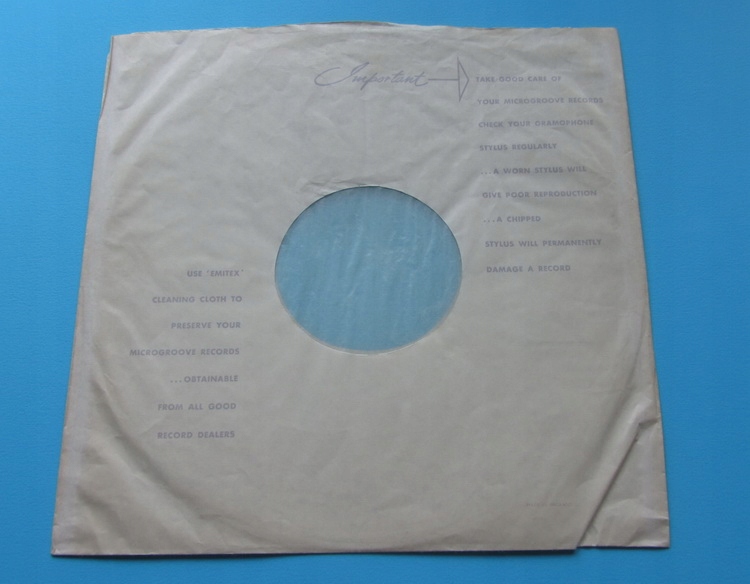 Important
TAKE GOOD CARE OF
YOUR MICROGROOVE RECORDS
CHECK YOUR GRAMOPHONE
STYLUS REGULARLY
...A WORN STYLUS WILL
GIVE POOR REPRODUCTION
...A CHIPPED
STYLUS WILL PERMANENTLY
DAMAGE A RECORD
USE 'EMITEX'
CLEANING CLOTH TO
PRESERVE YOUR
MICROGROOVE RECORDS
...OBTAINABLE
FROM ALL GOOD
RECORD DEALERS